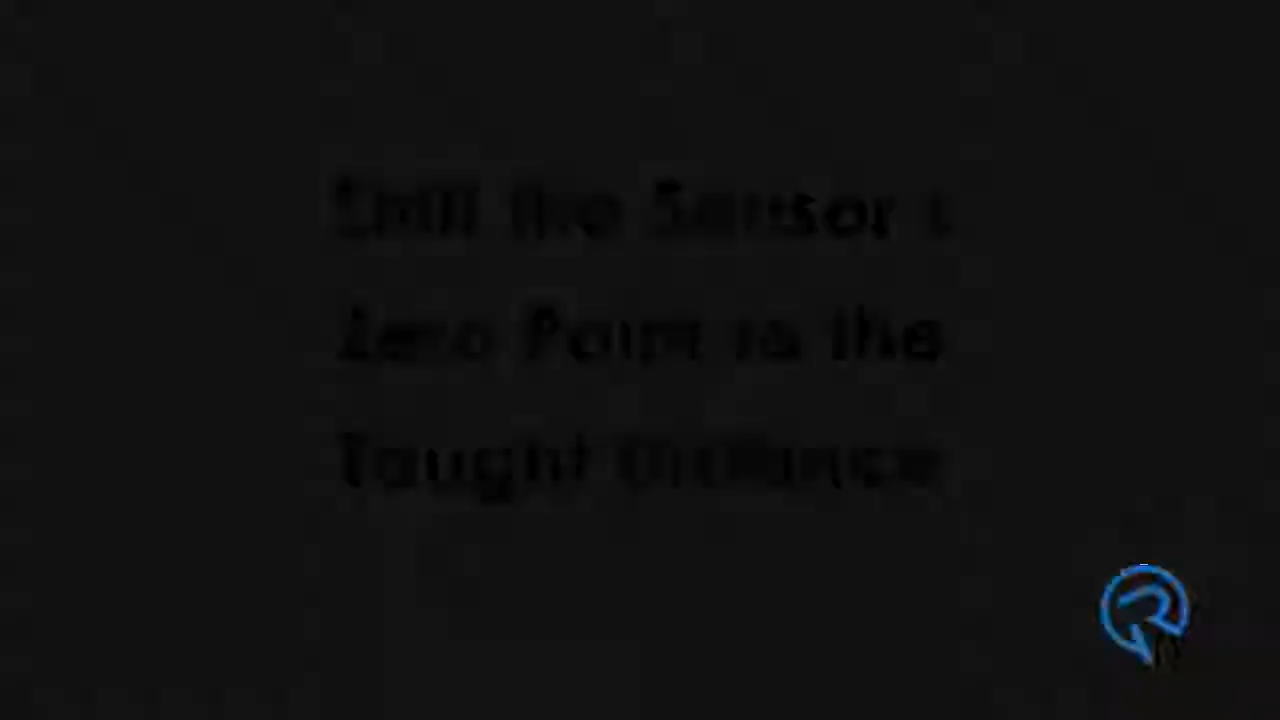 Shift the Sensor's
Zero Point to the
Taught Distance